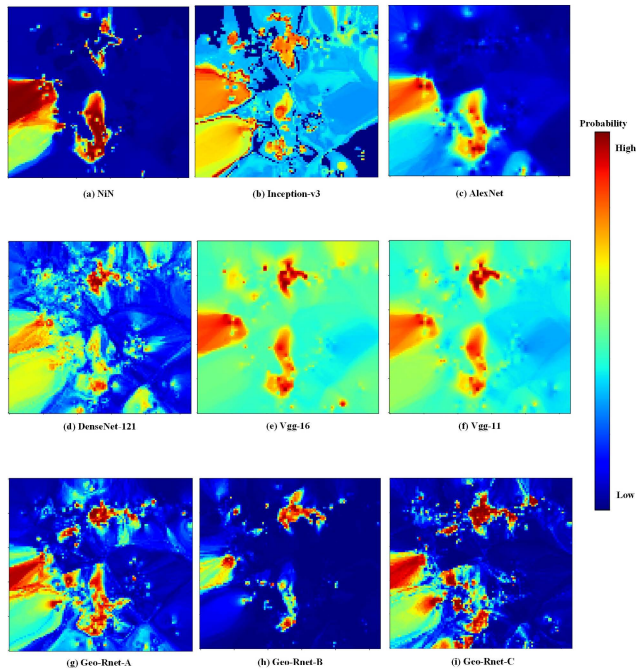 (a) NiN
(b) Inception-v3
(c) AlexNet
Probability
High
(d) DenseNet-121
(e) Vgg-16
(f) Vgg-11
Low
(g) Geo-Rnet-A
(h) Geo-Rnet-B
(i) Geo-Rnet-C